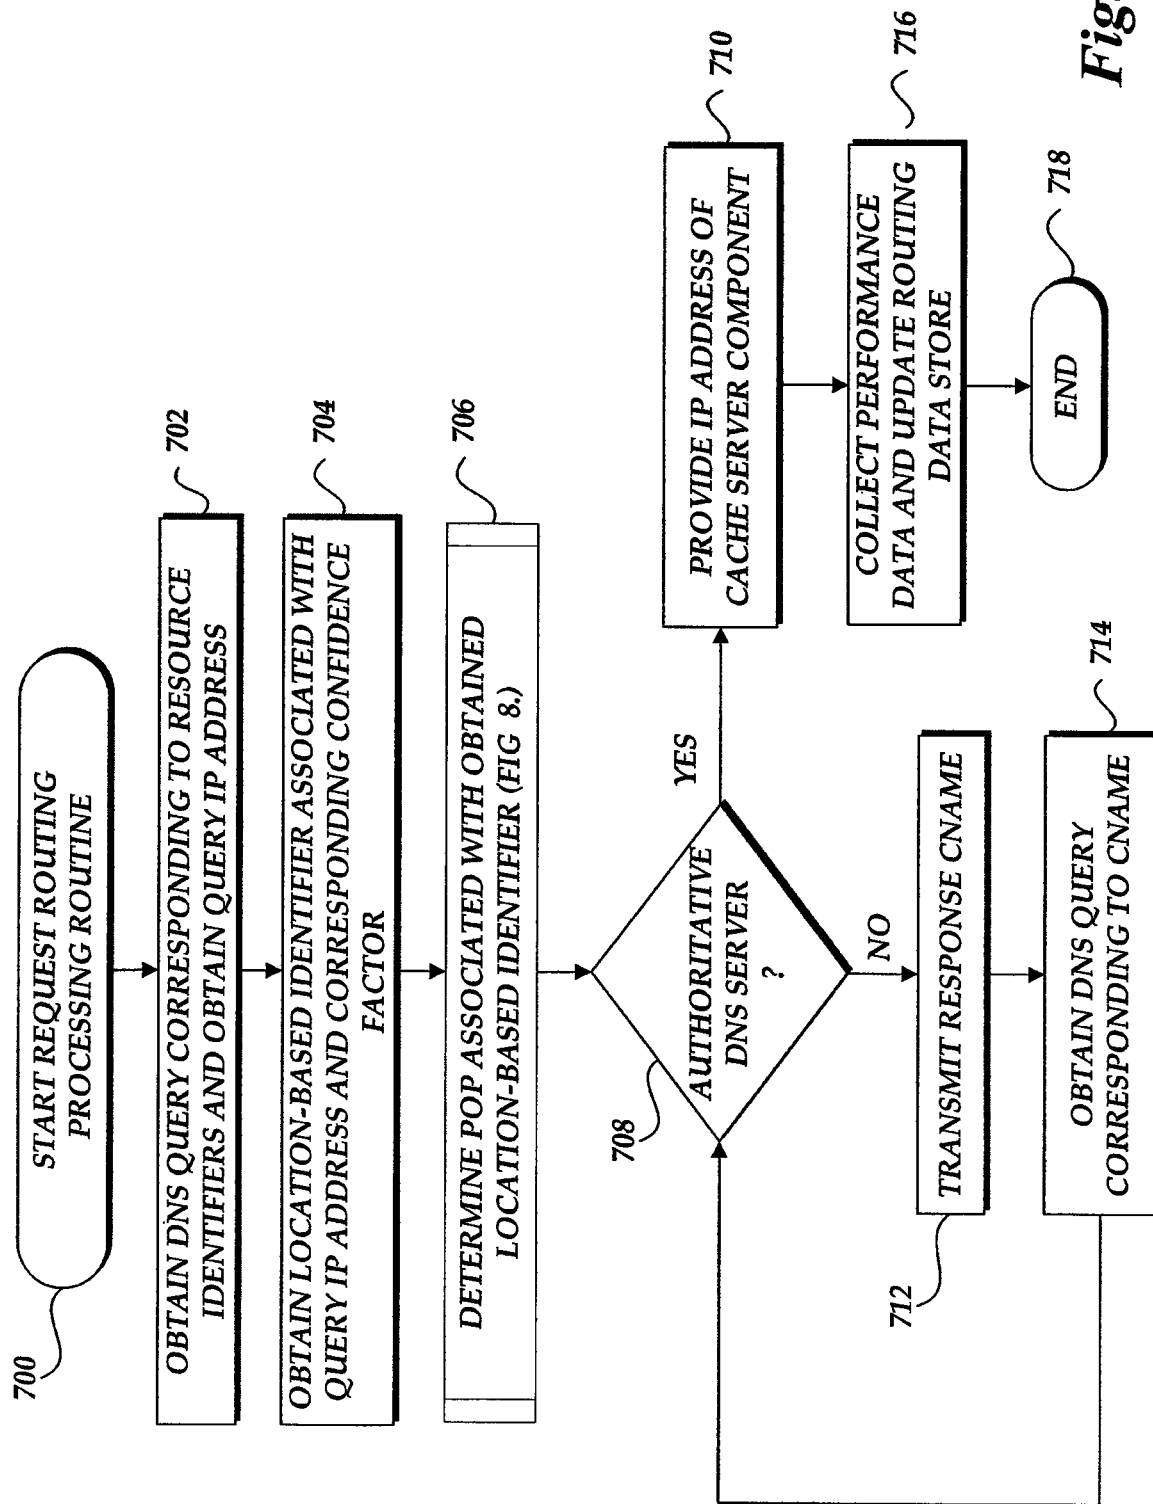 700
START REQUEST ROUTING
PROCESSING ROUTINE
702
OBTAIN DNS QUERY CORRESPONDING TO RESOURCE
IDENTIFIERS AND OBTAIN QUERY IP ADDRESS
704
OBTAIN LOCATION-BASED IDENTIFIER ASSOCIATED WITH
QUERY IP ADDRESS AND CORRESPONDING CONFIDENCE
FACTOR
706
DETERMINE POP ASSOCIATED WITH OBTAINED
LOCATION-BASED IDENTIFIER (FIG 8.)
708
AUTHORITATIVE
DNS SERVER
?
YES
710
PROVIDE IP ADDRESS OF
CACHE SERVER COMPONENT
NO
712
TRANSMIT RESPONSE CNAME
714
OBTAIN DNS QUERY
CORRESPONDING TO CNAME
716
COLLECT PERFORMANCE
DATA AND UPDATE ROUTING
DATA STORE
718
END